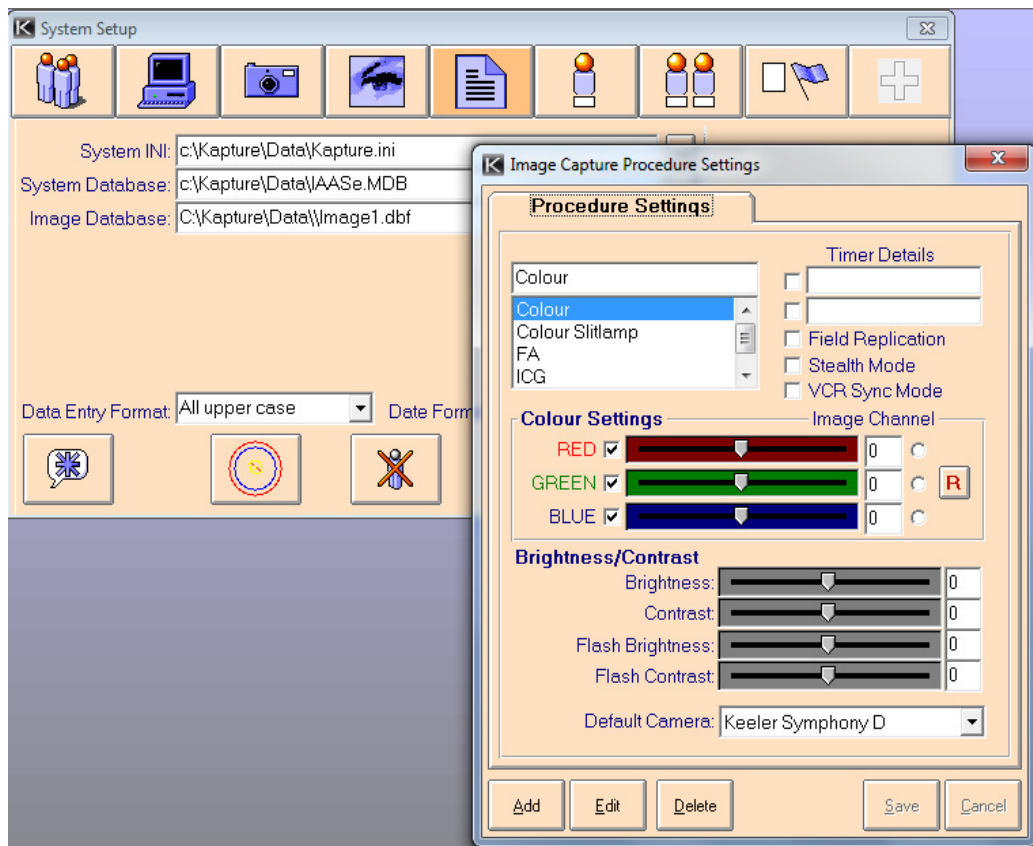 System Setup
System INI: c:\Kapture\Data\Kapture.ini
System Database: c:\Kapture\Data\IAASe.MDB
Image Database: C:\Kapture\Data\\Image1.dbf
Data Entry Format: All upper case
Date Form
Image Capture Procedure Settings
Procedure Settings
Colour
Colour
Colour Slitlamp
FA
ICG
Timer Details
Field Replication
Stealth Mode
VCR Sync Mode
Colour Settings
Image Channel
RED 0
GREEN 0 R
BLUE 0
Brightness/Contrast
Brightness: 0
Contrast: 0
Flash Brightness: 0
Flash Contrast: 0
Default Camera: Keeler Symphony D
Add Edit Delete Save Cancel